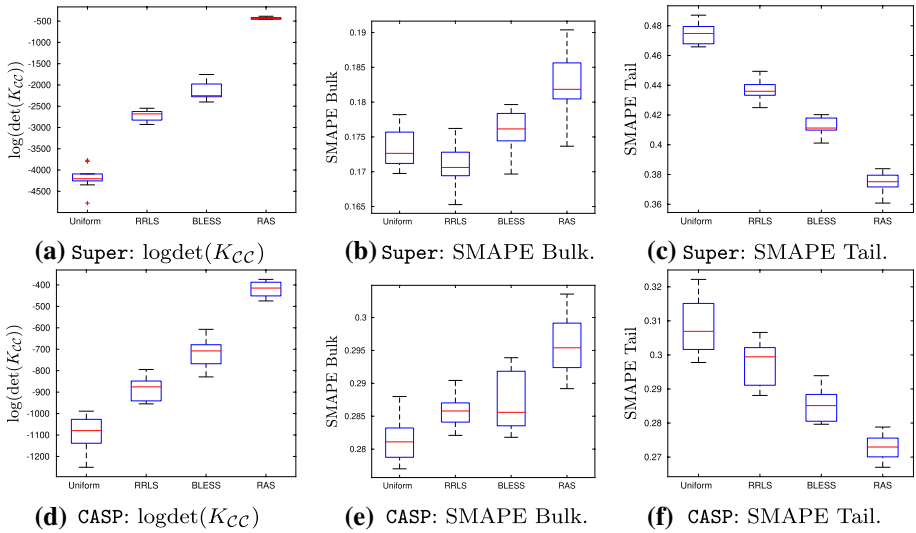 log(det(K_CC))
-500
-1000
-1500
-2000
-2500
-3000
-3500
-4000
-4500
Uniform RRLS BLESS RAS
(a) Super: logdet(K_CC)
SMAPE Bulk
0.19
0.185
0.18
0.175
0.17
0.165
Uniform RRLS BLESS RAS
(b) Super: SMAPE Bulk.
SMAPE Tail
0.48
0.46
0.44
0.42
0.4
0.38
0.36
Uniform RRLS BLESS RAS
(c) Super: SMAPE Tail.
log(det(K_CC))
-400
-500
-600
-700
-800
-900
-1000
-1100
-1200
Uniform RRLS BLESS RAS
(d) CASP: logdet(K_CC)
SMAPE Bulk
0.3
0.295
0.29
0.285
0.28
Uniform RRLS BLESS RAS
(e) CASP: SMAPE Bulk.
SMAPE Tail
0.32
0.31
0.3
0.29
0.28
0.27
Uniform RRLS BLESS RAS
(f) CASP: SMAPE Tail.